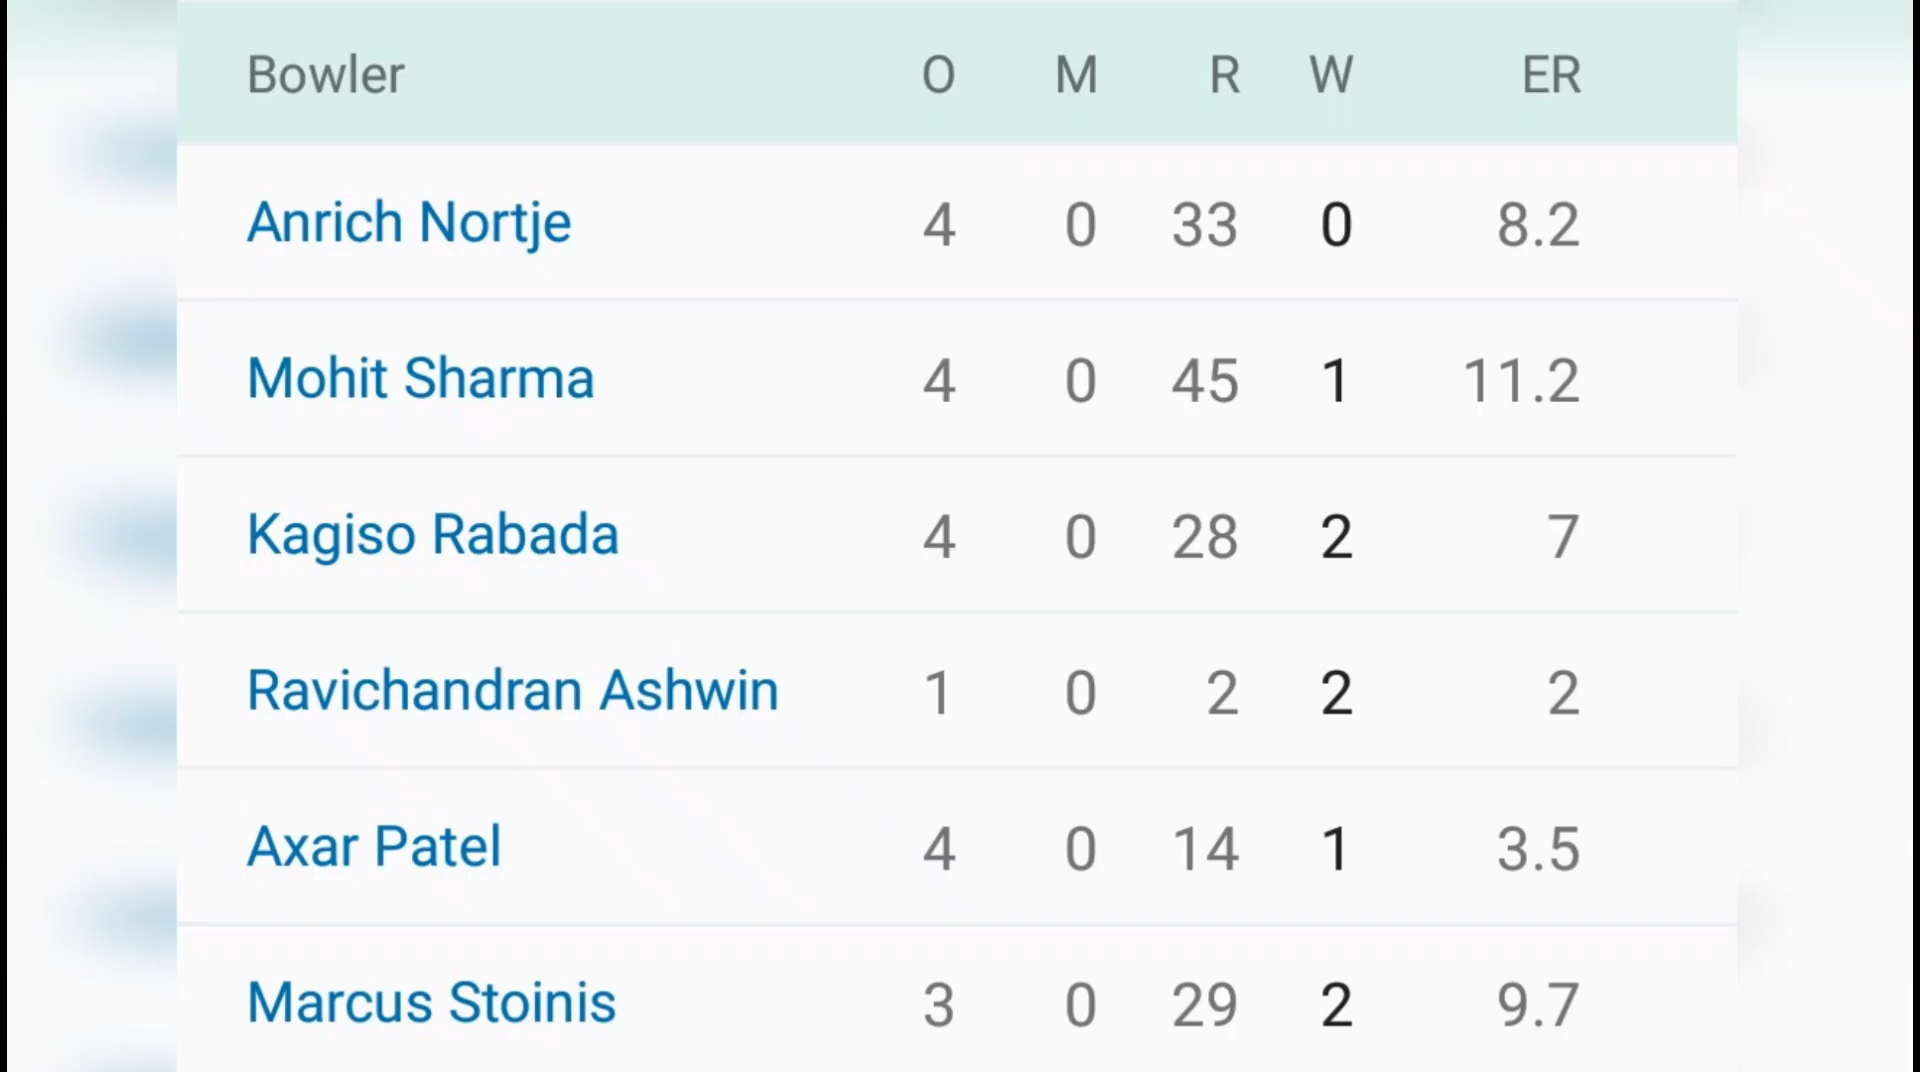 Bowler O M R W ER
Anrich Nortje 4 0 33 0 8.2
Mohit Sharma 4 0 45 1 11.2
Kagiso Rabada 4 0 28 2 7
Ravichandran Ashwin 1 0 2 2 2
Axar Patel 4 0 14 1 3.5
Marcus Stoinis 3 0 29 2 9.7